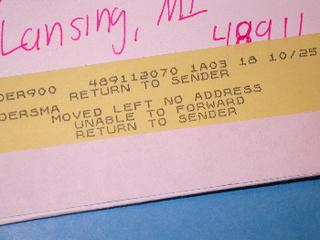 Lansing, MI
48911
DER900 489112070 1A03 18 10/25
RETURN TO SENDER
DERSMA
MOVED LEFT NO ADDRESS
UNABLE TO FORWARD
RETURN TO SENDER